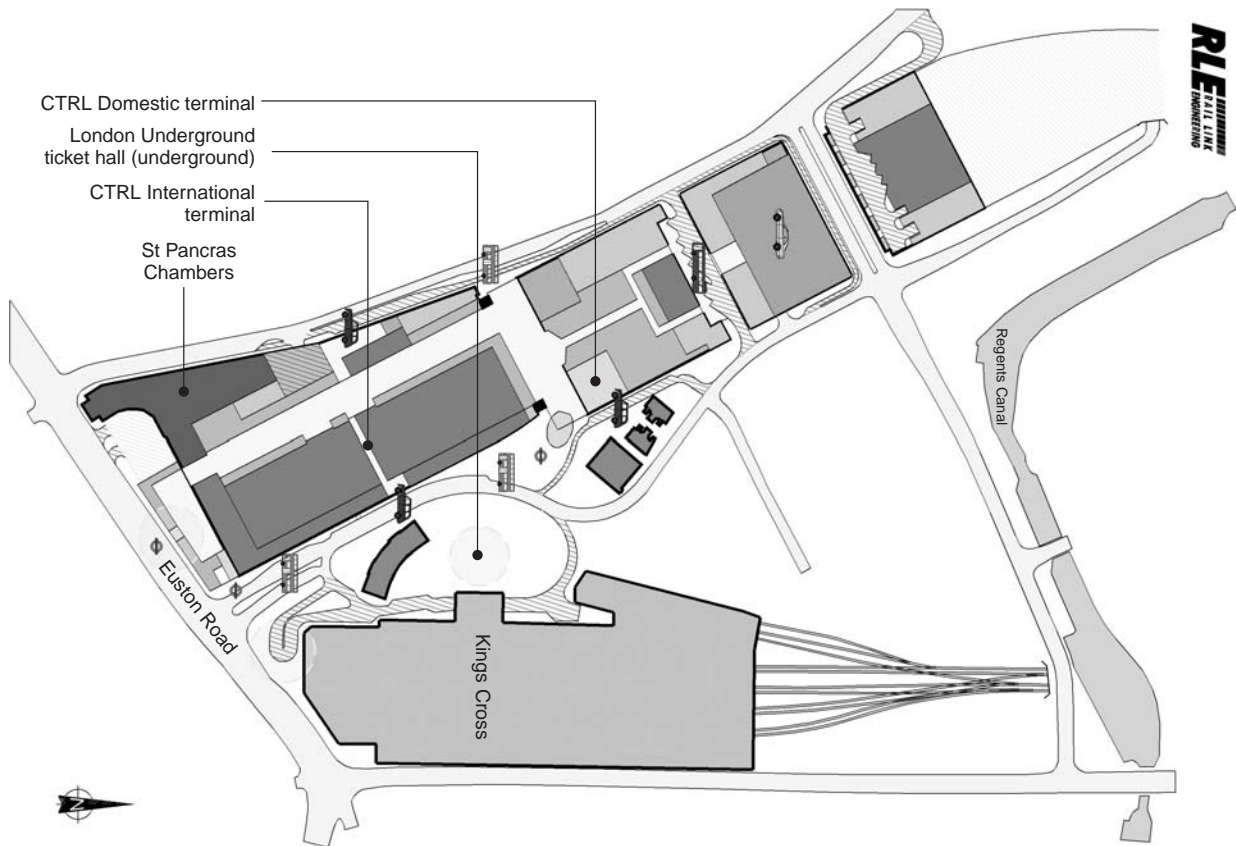 CTRL Domestic terminal
London Underground
ticket hall (underground)
CTRL International
terminal
St Pancras
Chambers
RLE
RAIL LINK
ENGINEERING
Regents Canal
Euston Road
Kings Cross
N